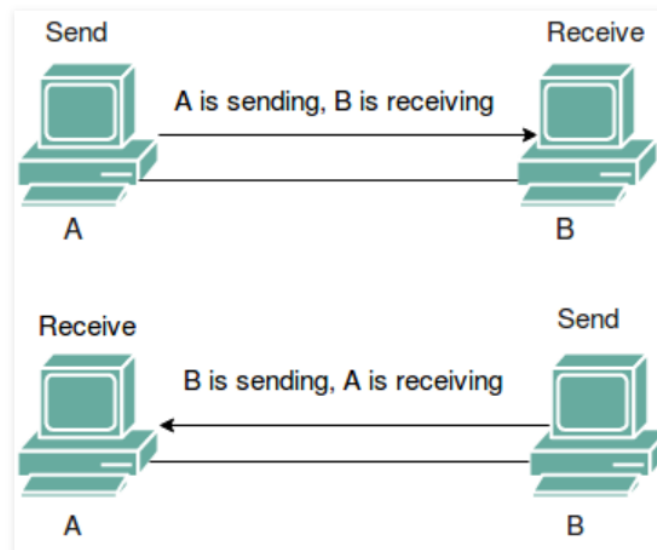 Send
Receive
A is sending, B is receiving
A
B
Receive
Send
B is sending, A is receiving
A
B